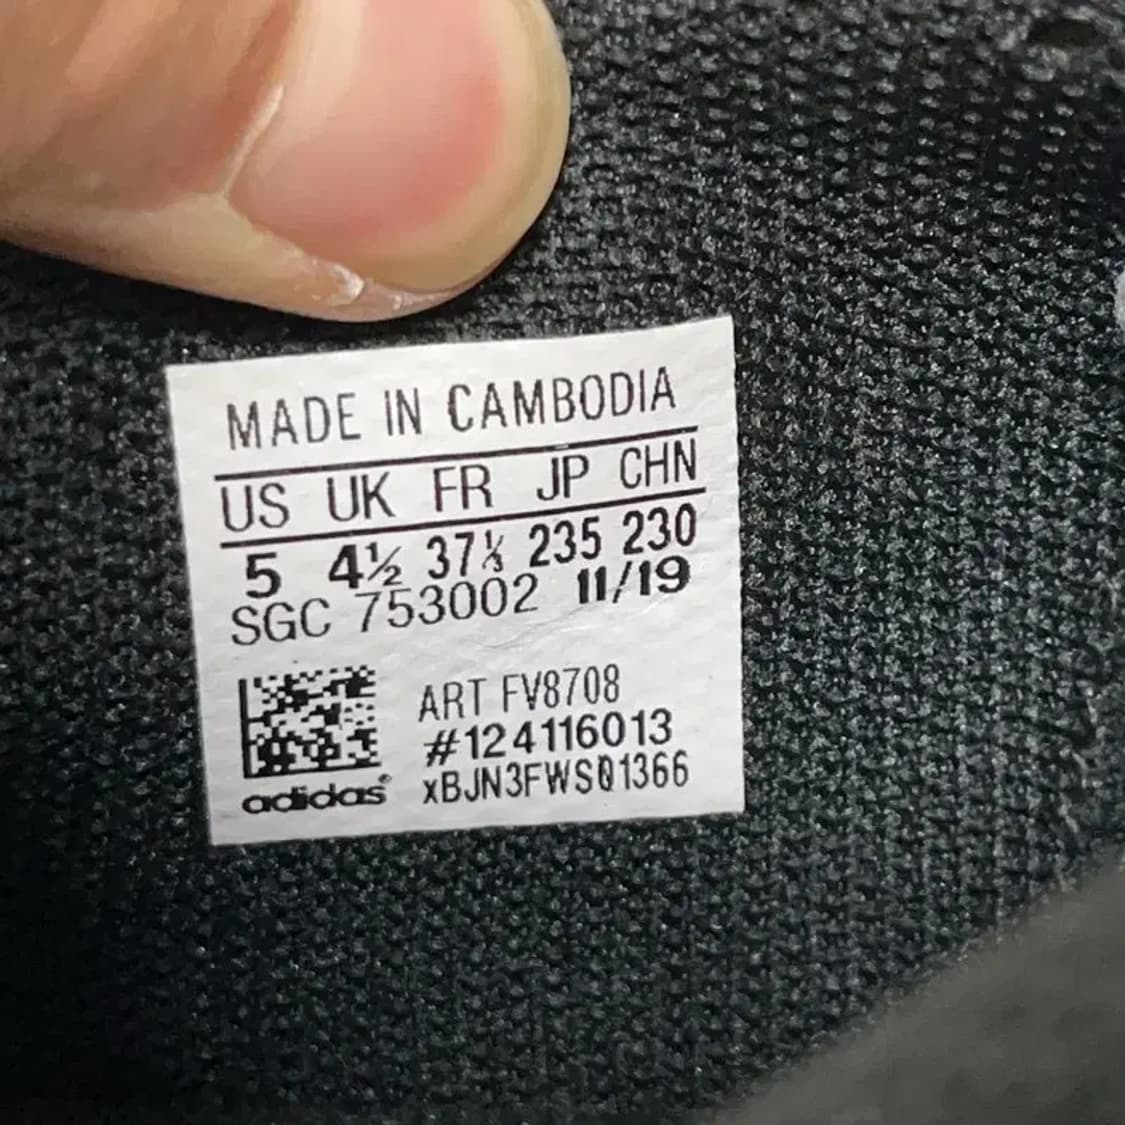 MADE IN CAMBODIA
US UK FR JP CHN
5 4½ 37⅓ 235 230
SGC 753002 11/19
ART FV8708
#124116013
xBJN3FWS01366
adidas®